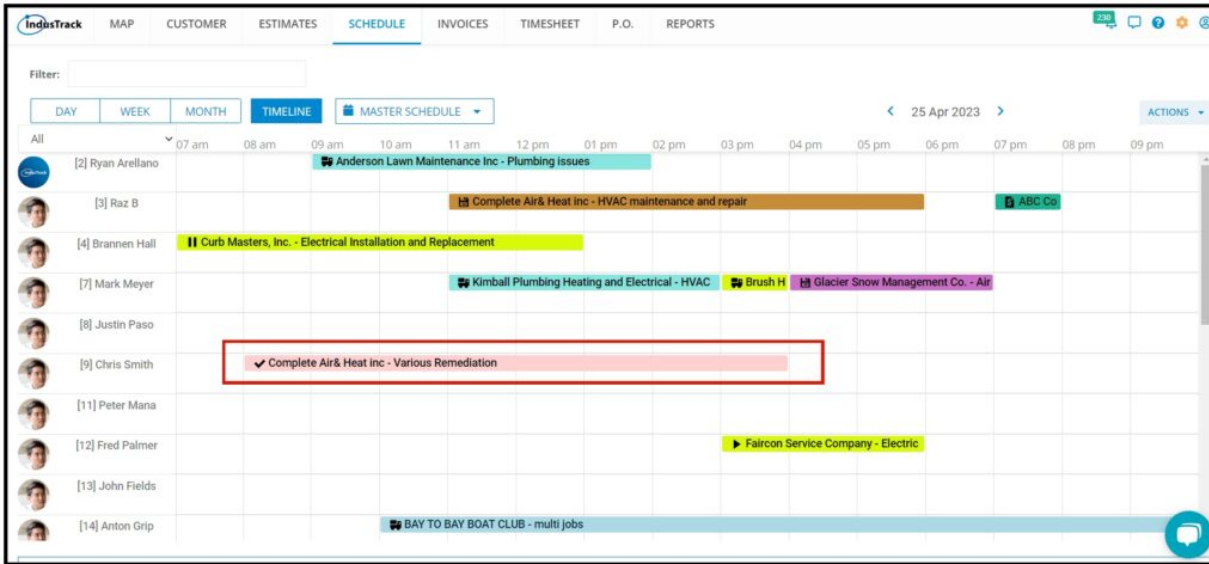 IndusTrack MAP CUSTOMER ESTIMATES SCHEDULE INVOICES TIMESHEET P.O. REPORTS 230
Filter:
DAY WEEK MONTH TIMELINE MASTER SCHEDULE 25 Apr 2023 ACTIONS
All 07 am 08 am 09 am 10 am 11 am 12 pm 01 pm 02 pm 03 pm 04 pm 05 pm 06 pm 07 pm 08 pm 09 pm
[2] Ryan Arellano Anderson Lawn Maintenance Inc - Plumbing issues
[3] Raz B Complete Air& Heat inc - HVAC maintenance and repair ABC Co
[4] Brannen Hall Curb Masters, Inc. - Electrical Installation and Replacement
[7] Mark Meyer Kimball Plumbing Heating and Electrical - HVAC Brush H Glacier Snow Management Co. - Air
[8] Justin Paso
[9] Chris Smith Complete Air& Heat inc - Various Remediation
[11] Peter Mana
[12] Fred Palmer Faircon Service Company - Electric
[13] John Fields
[14] Anton Grip BAY TO BAY BOAT CLUB - multi jobs